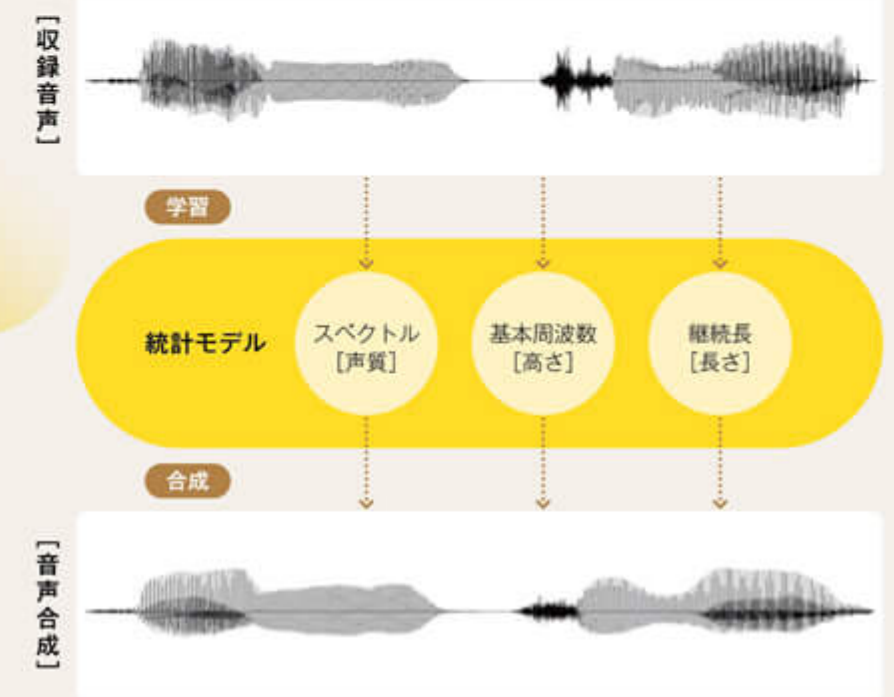 [収録音声]
学習
統計モデル
スペクトル
[声質]
基本周波数
[高さ]
継続長
[長さ]
合成
[音声合成]